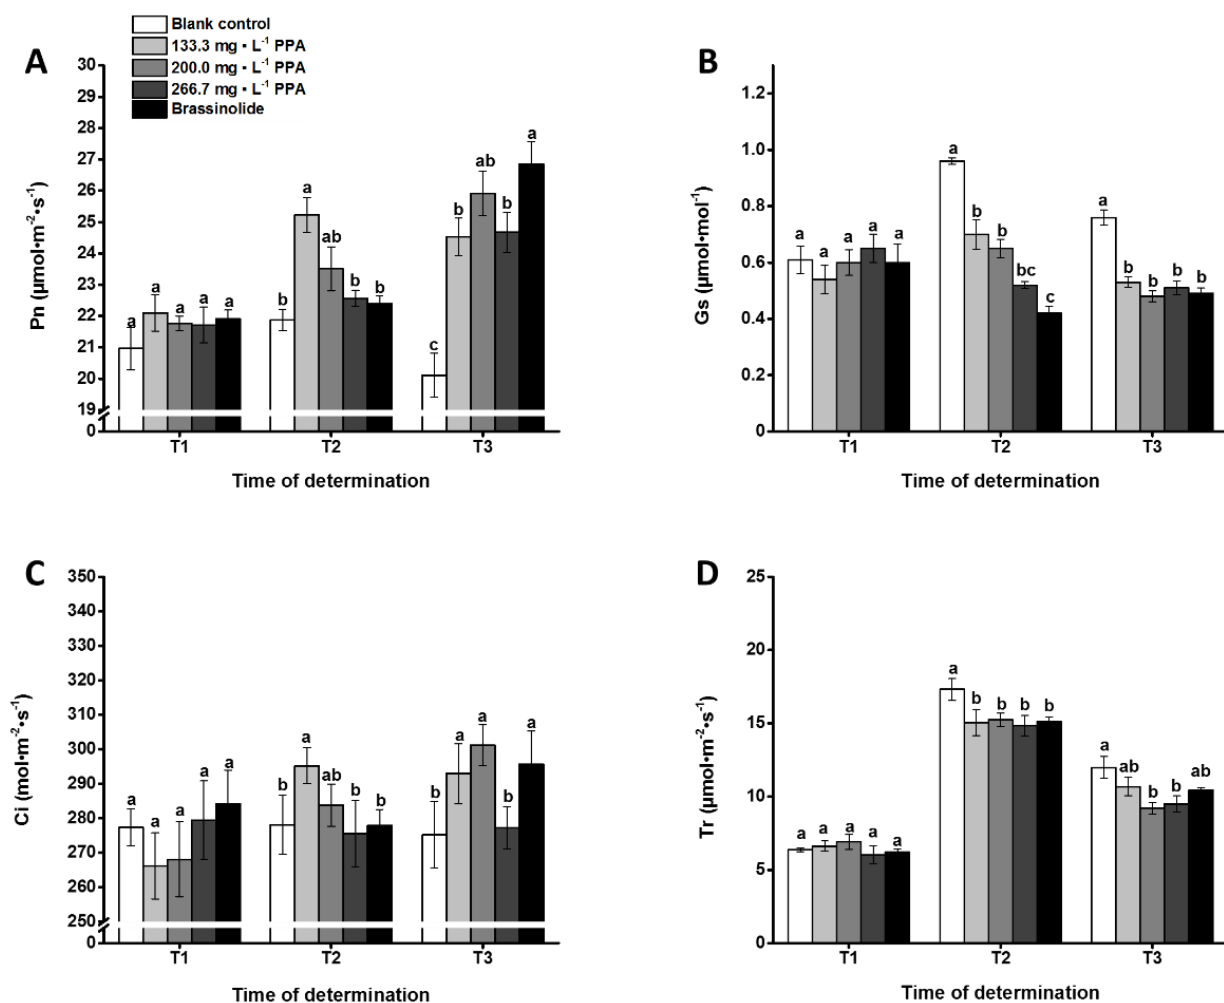 Blank control
133.3 mg · L⁻¹ PPA
200.0 mg · L⁻¹ PPA
266.7 mg · L⁻¹ PPA
Brassinolide
A
Pn (μmol•m⁻²•s⁻¹)
30
29
28
27
26
25
24
23
22
21
20
19
0
a a a a a
b a ab b b
c b ab b a
T1 T2 T3
Time of determination
B
Gs (μmol•mol⁻¹)
1.2
1.0
0.8
0.6
0.4
0.2
0.0
a a a a a
a b b bc c
a b b b b
T1 T2 T3
Time of determination
C
Ci (mol•m⁻²•s⁻¹)
350
340
330
320
310
300
290
280
270
260
250
0
a a a a a
b a ab b b
b a a b a
T1 T2 T3
Time of determination
D
Tr (μmol•m⁻²•s⁻¹)
25
20
15
10
5
0
a a a a a
a b b b b
a ab b b ab
T1 T2 T3
Time of determination